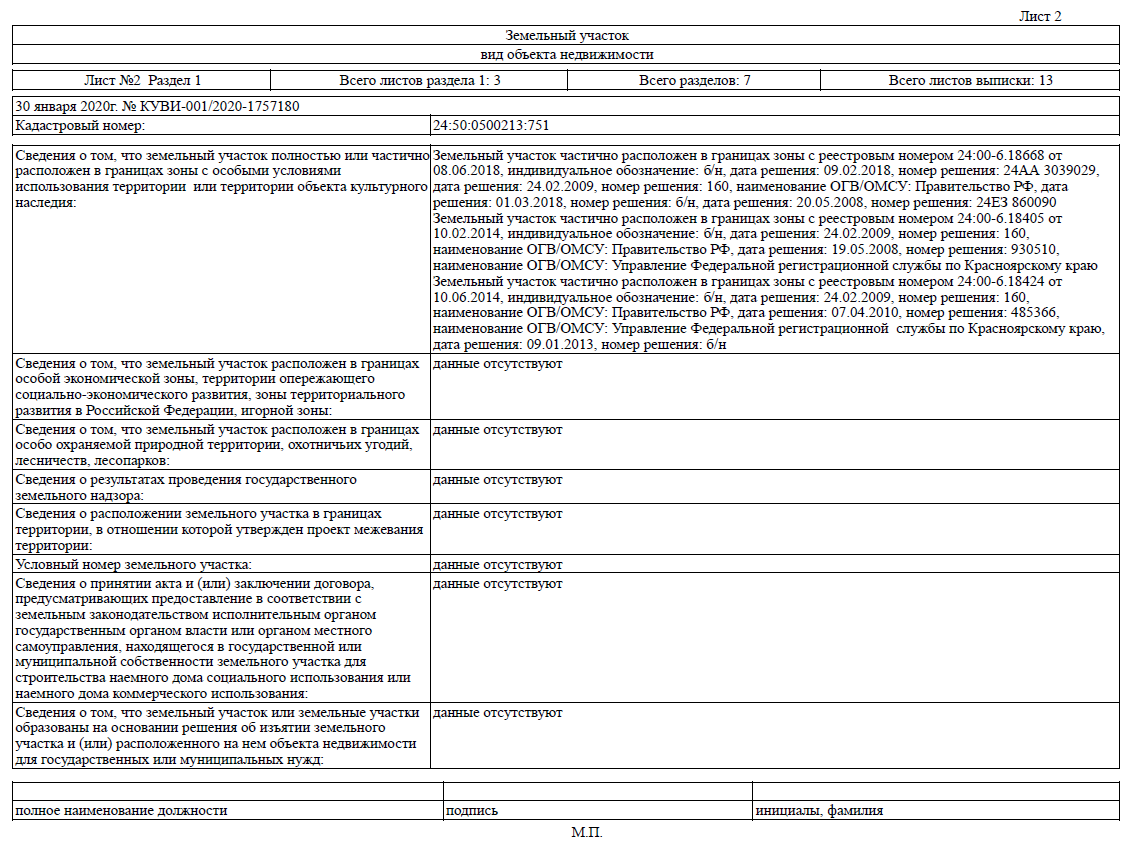 Лист 2
Земельный участок
вид объекта недвижимости
Лист №2 Раздел 1
Всего листов раздела 1: 3
Всего разделов: 7
Всего листов выписки: 13
30 января 2020г. № КУВИ-001/2020-1757180
Кадастровый номер:
24:50:0500213:751
Сведения о том, что земельный участок полностью или частично
расположен в границах зоны с особыми условиями
использования территории или территории объекта культурного
наследия:
Земельный участок частично расположен в границах зоны с реестровым номером 24:00-6.18668 от
08.06.2018, индивидуальное обозначение: б/н, дата решения: 09.02.2018, номер решения: 24АА 3039029,
дата решения: 24.02.2009, номер решения: 160, наименование ОГВ/ОМСУ: Правительство РФ, дата
решения: 01.03.2018, номер решения: б/н, дата решения: 20.05.2008, номер решения: 24ЕЗ 860090
Земельный участок частично расположен в границах зоны с реестровым номером 24:00-6.18405 от
10.02.2014, индивидуальное обозначение: б/н, дата решения: 24.02.2009, номер решения: 160,
наименование ОГВ/ОМСУ: Правительство РФ, дата решения: 19.05.2008, номер решения: 930510,
наименование ОГВ/ОМСУ: Управление Федеральной регистрационной службы по Красноярскому краю
Земельный участок частично расположен в границах зоны с реестровым номером 24:00-6.18424 от
10.06.2014, индивидуальное обозначение: б/н, дата решения: 24.02.2009, номер решения: 160,
наименование ОГВ/ОМСУ: Правительство РФ, дата решения: 07.04.2010, номер решения: 485366,
наименование ОГВ/ОМСУ: Управление Федеральной регистрационной службы по Красноярскому краю,
дата решения: 09.01.2013, номер решения: б/н
Сведения о том, что земельный участок расположен в границах
особой экономической зоны, территории опережающего
социально-экономического развития, зоны территориального
развития в Российской Федерации, игорной зоны:
данные отсутствуют
Сведения о том, что земельный участок расположен в границах
особо охраняемой природной территории, охотничьих угодий,
лесничеств, лесопарков:
данные отсутствуют
Сведения о результатах проведения государственного
земельного надзора:
данные отсутствуют
Сведения о расположении земельного участка в границах
территории, в отношении которой утвержден проект межевания
территории:
данные отсутствуют
Условный номер земельного участка:
данные отсутствуют
Сведения о принятии акта и (или) заключении договора,
предусматривающих предоставление в соответствии с
земельным законодательством исполнительным органом
государственным органом власти или органом местного
самоуправления, находящегося в государственной или
муниципальной собственности земельного участка для
строительства наемного дома социального использования или
наемного дома коммерческого использования:
данные отсутствуют
Сведения о том, что земельный участок или земельные участки
образованы на основании решения об изъятии земельного
участка и (или) расположенного на нем объекта недвижимости
для государственных или муниципальных нужд:
данные отсутствуют
полное наименование должности
подпись
инициалы, фамилия
М.П.